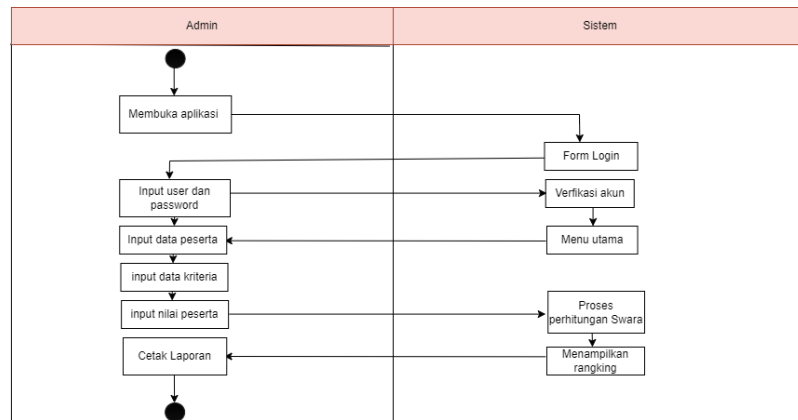 Admin
Sistem
Membuka aplikasi
Form Login
Input user dan
password
Verfikasi akun
Input data peserta
Menu utama
input data kriteria
input nilai peserta
Proses
perhitungan Swara
Cetak Laporan
Menampilkan
rangking